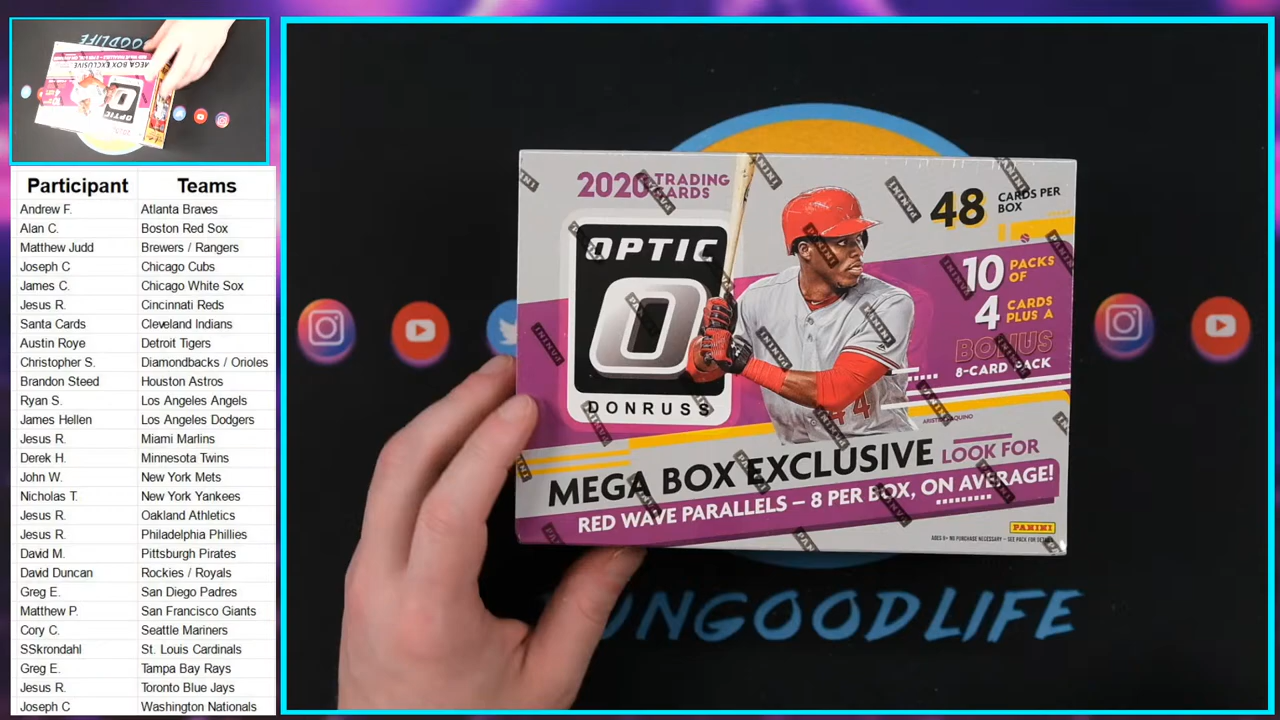 Participant Teams
Andrew F. Atlanta Braves
Alan C. Boston Red Sox
Matthew Judd Brewers / Rangers
Joseph C Chicago Cubs
James C. Chicago White Sox
Jesus R. Cincinnati Reds
Santa Cards Cleveland Indians
Austin Roye Detroit Tigers
Christopher S. Diamondbacks / Orioles
Brandon Steed Houston Astros
Ryan S. Los Angeles Angels
James Hellen Los Angeles Dodgers
Jesus R. Miami Marlins
Derek H. Minnesota Twins
John W. New York Mets
Nicholas T. New York Yankees
Jesus R. Oakland Athletics
Jesus R. Philadelphia Phillies
David M. Pittsburgh Pirates
David Duncan Rockies / Royals
Greg E. San Diego Padres
Matthew P. San Francisco Giants
Cory C. Seattle Mariners
SSkrondahl St. Louis Cardinals
Greg E. Tampa Bay Rays
Jesus R. Toronto Blue Jays
Joseph C Washington Nationals
GOODLIFE
MEGA BOX EXCLUSIVE
OPTIC
2020 TRADING CARDS
OPTIC
DONRUSS
48 CARDS PER BOX
10 PACKS OF
4 CARDS PLUS A
BONUS
8-CARD PACK
44
MEGA BOX EXCLUSIVE LOOK FOR
RED WAVE PARALLELS – 8 PER BOX, ON AVERAGE!
PANINI
UNGOODLIFE